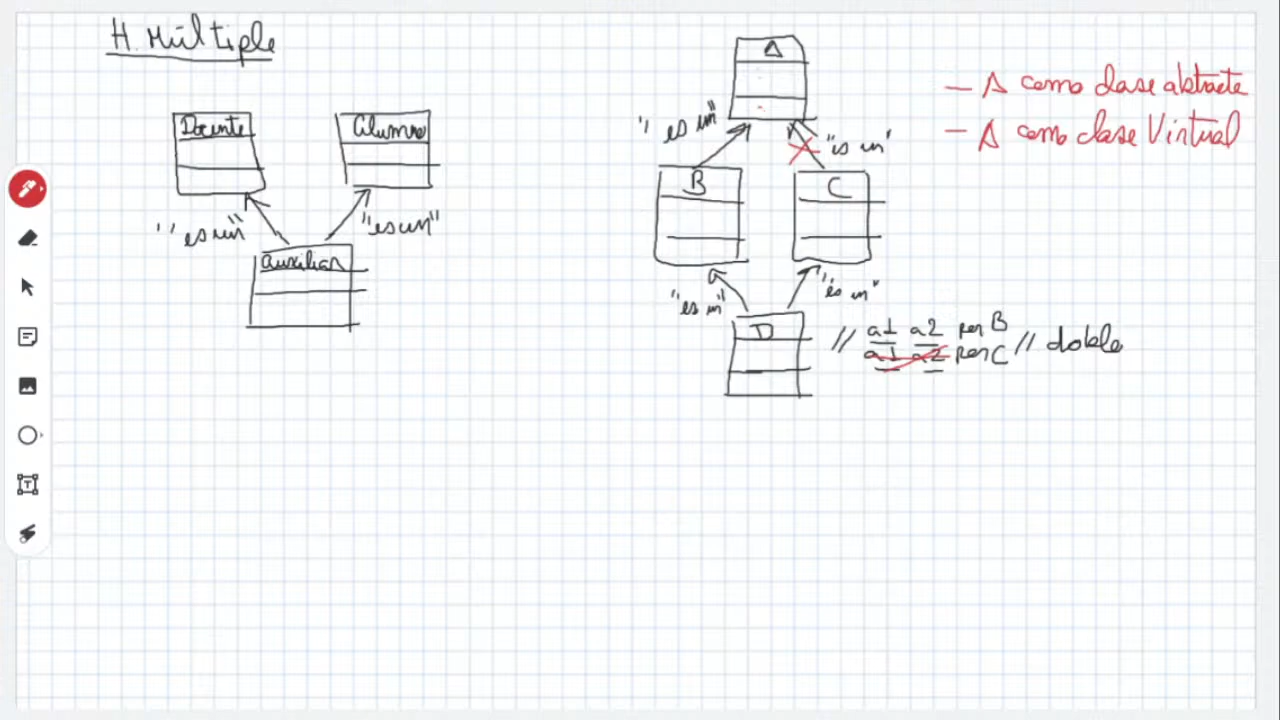 H. Múltiple
Docente
Alumno
"es un"
"es un"
Auxiliar
A
"es un"
"es un"
B
C
"es un"
"es un"
D
// a1 a2 por B
a1 a2 por C // doble
- A como clase abstracta
- A como clase Virtual